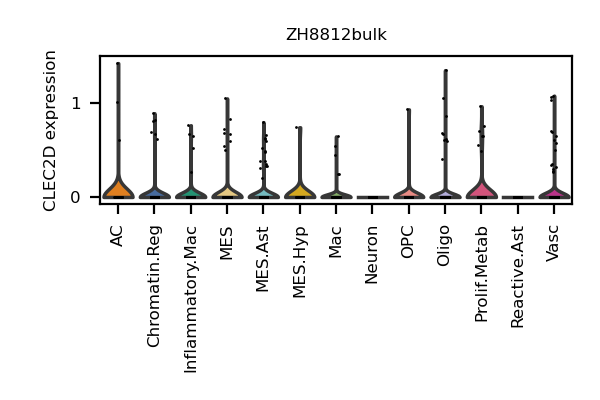 ZH8812bulk
CLEC2D expression
1
0
AC
Chromatin.Reg
Inflammatory.Mac
MES
MES.Ast
MES.Hyp
Mac
Neuron
OPC
Oligo
Prolif.Metab
Reactive.Ast
Vasc